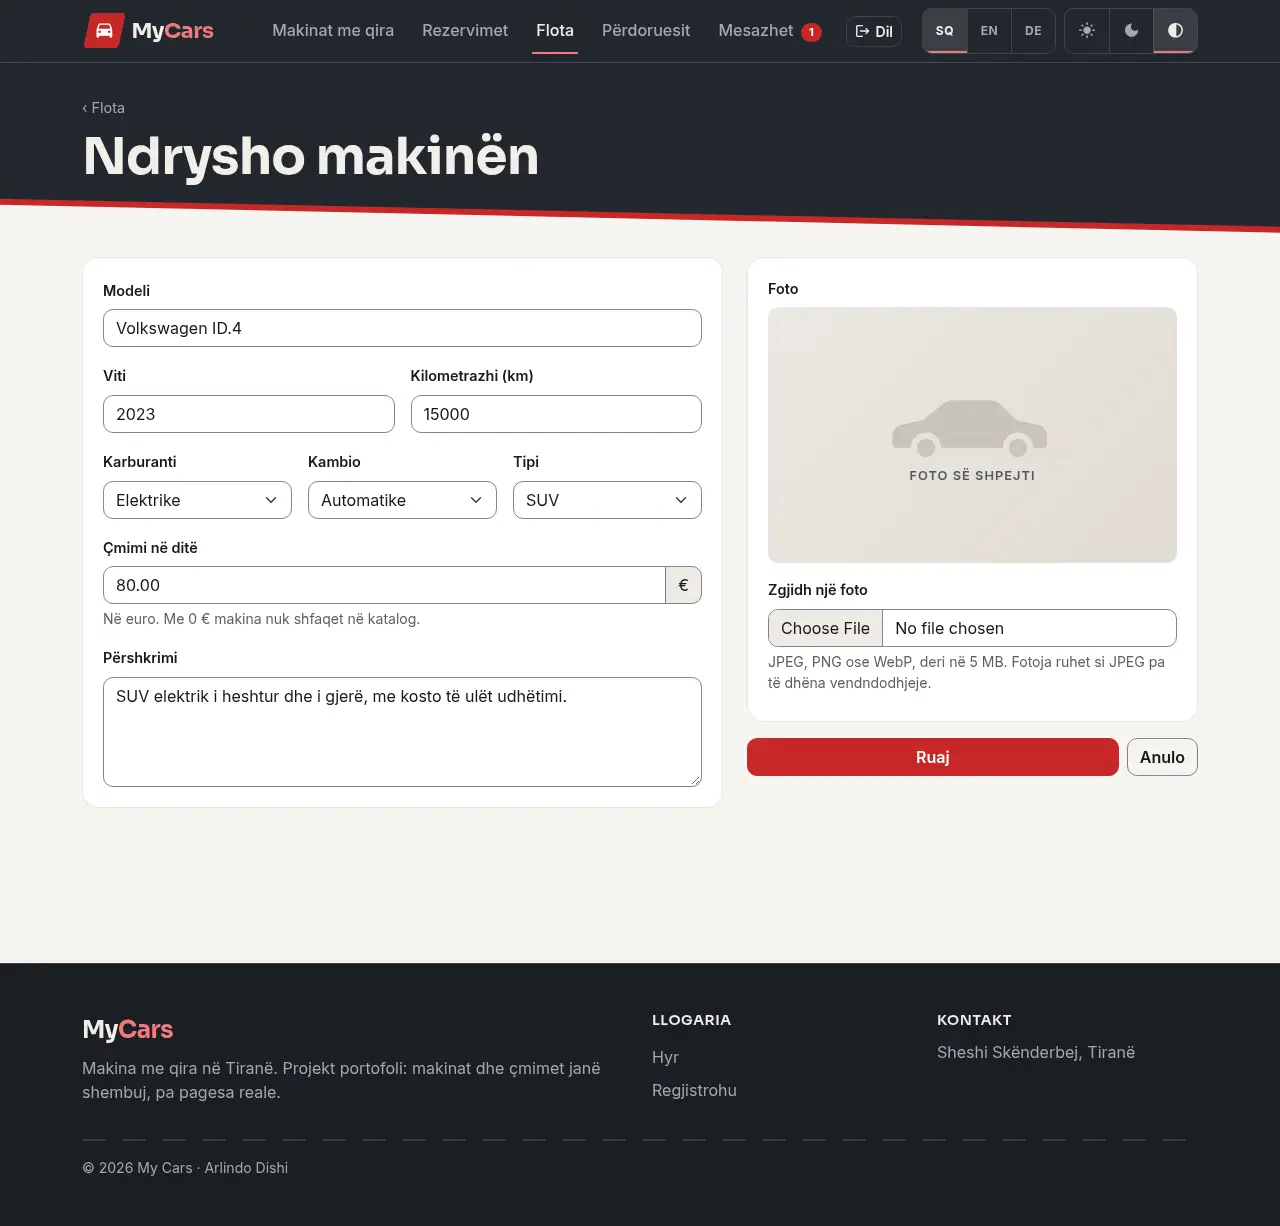 MyCars
Makinat me qira
Rezervimet
Flota
Përdoruesit
Mesazhet 1
Dil
SQ
EN
DE
‹ Flota
Ndrysho makinën
Modeli
Volkswagen ID.4
Viti
Kilometrazhi (km)
2023
15000
Karburanti
Kambio
Tipi
Elektrike
Automatike
SUV
Çmimi në ditë
80.00
€
Në euro. Me 0 € makina nuk shfaqet në katalog.
Përshkrimi
SUV elektrik i heshtur dhe i gjerë, me kosto të ulët udhëtimi.
Foto
FOTO SË SHPEJTI
Zgjidh një foto
Choose File
No file chosen
JPEG, PNG ose WebP, deri në 5 MB. Fotoja ruhet si JPEG pa
të dhëna vendndodhjeje.
Ruaj
Anulo
MyCars
Makina me qira në Tiranë. Projekt portofoli: makinat dhe çmimet janë
shembuj, pa pagesa reale.
LLOGARIA
Hyr
Regjistrohu
KONTAKT
Sheshi Skënderbej, Tiranë
© 2026 My Cars · Arlindo Dishi